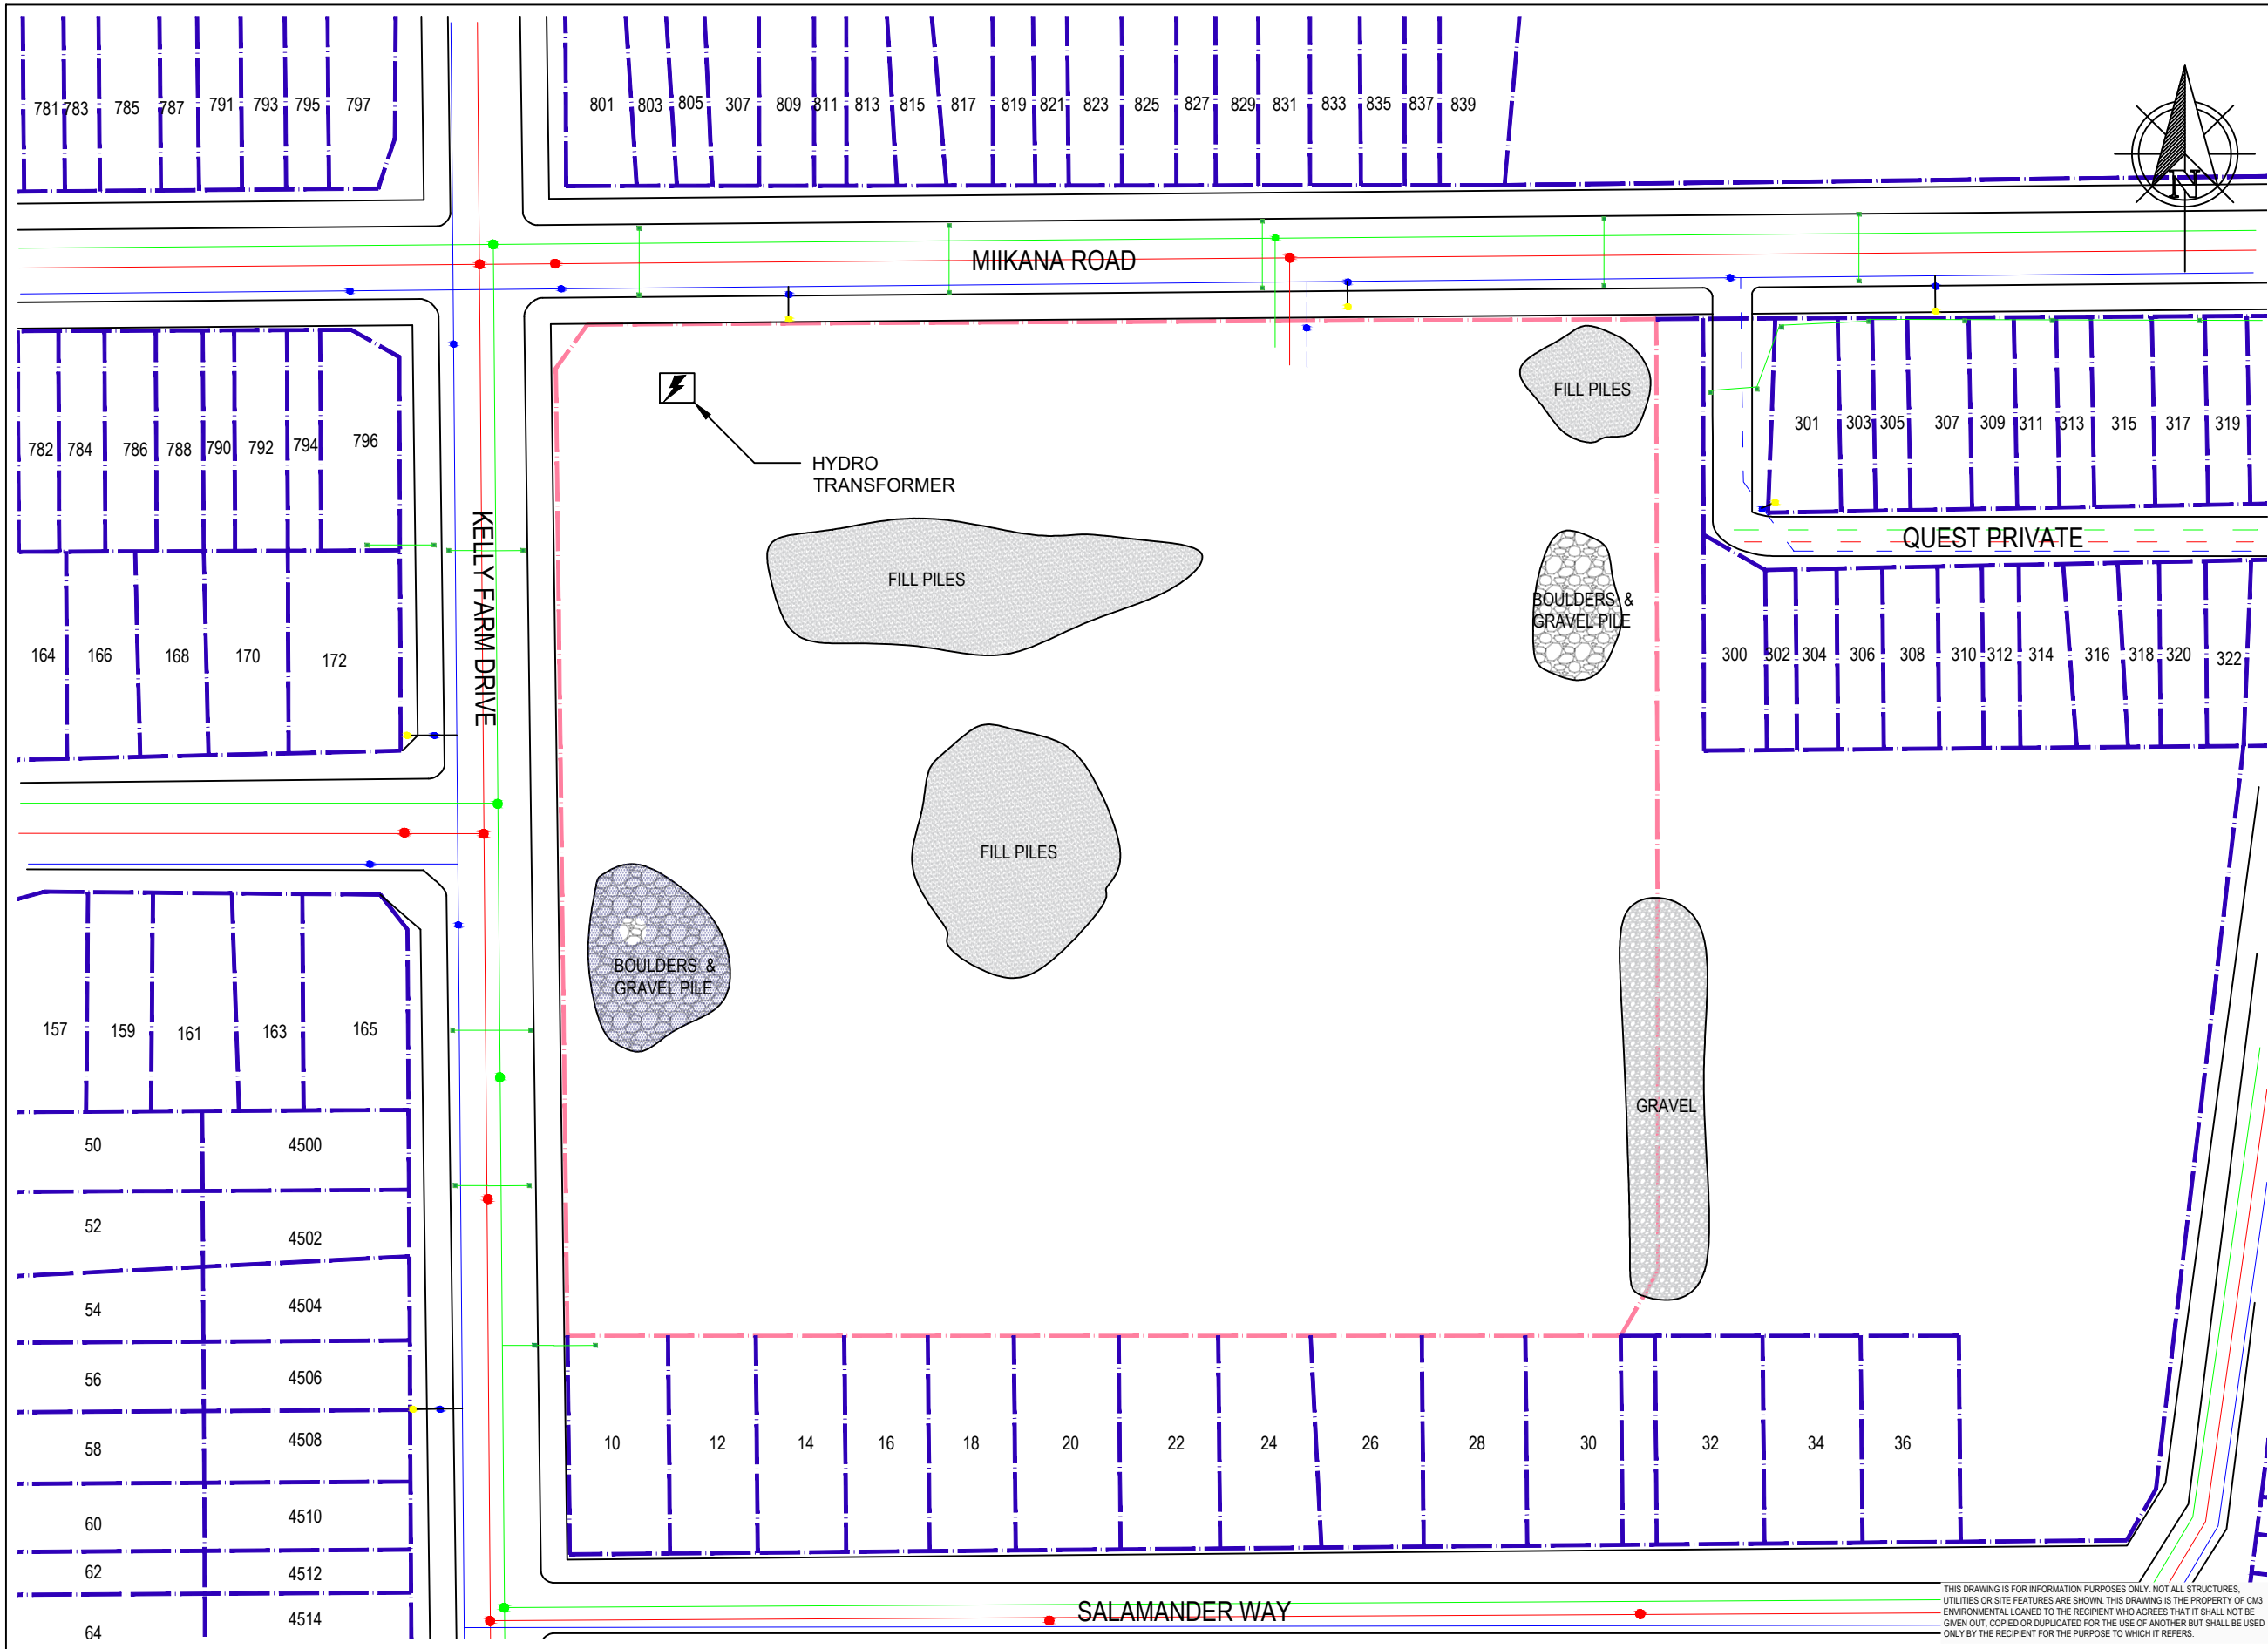 781 783 785 787 791 793 795 797
801 803 805 307 809 811 813 815 817 819 821 823 825 827 829 831 833 835 837 839
N
MIIKANA ROAD
782 784 786 788 790 792 794 796
HYDRO
TRANSFORMER
FILL PILES
301 303 305 307 309 311 313 315 317 319
KELLY FARM DRIVE
QUEST PRIVATE
FILL PILES
BOULDERS &
GRAVEL PILE
164 166 168 170 172
300 302 304 306 308 310 312 314 316 318 320 322
FILL PILES
BOULDERS &
GRAVEL PILE
157 159 161 163 165
GRAVEL
50 4500
52 4502
54 4504
56 4506
58 4508
60 4510
62 4512
64 4514
10 12 14 16 18 20 22 24 26 28 30 32 34 36
SALAMANDER WAY
THIS DRAWING IS FOR INFORMATION PURPOSES ONLY. NOT ALL STRUCTURES,
UTILITIES OR SITE FEATURES ARE SHOWN. THIS DRAWING IS THE PROPERTY OF CM3
ENVIRONMENTAL LOANED TO THE RECIPIENT WHO AGREES THAT IT SHALL NOT BE
GIVEN OUT, COPIED OR DUPLICATED FOR THE USE OF ANOTHER BUT SHALL BE USED
ONLY BY THE RECIPIENT FOR THE PURPOSE TO WHICH IT REFERS.